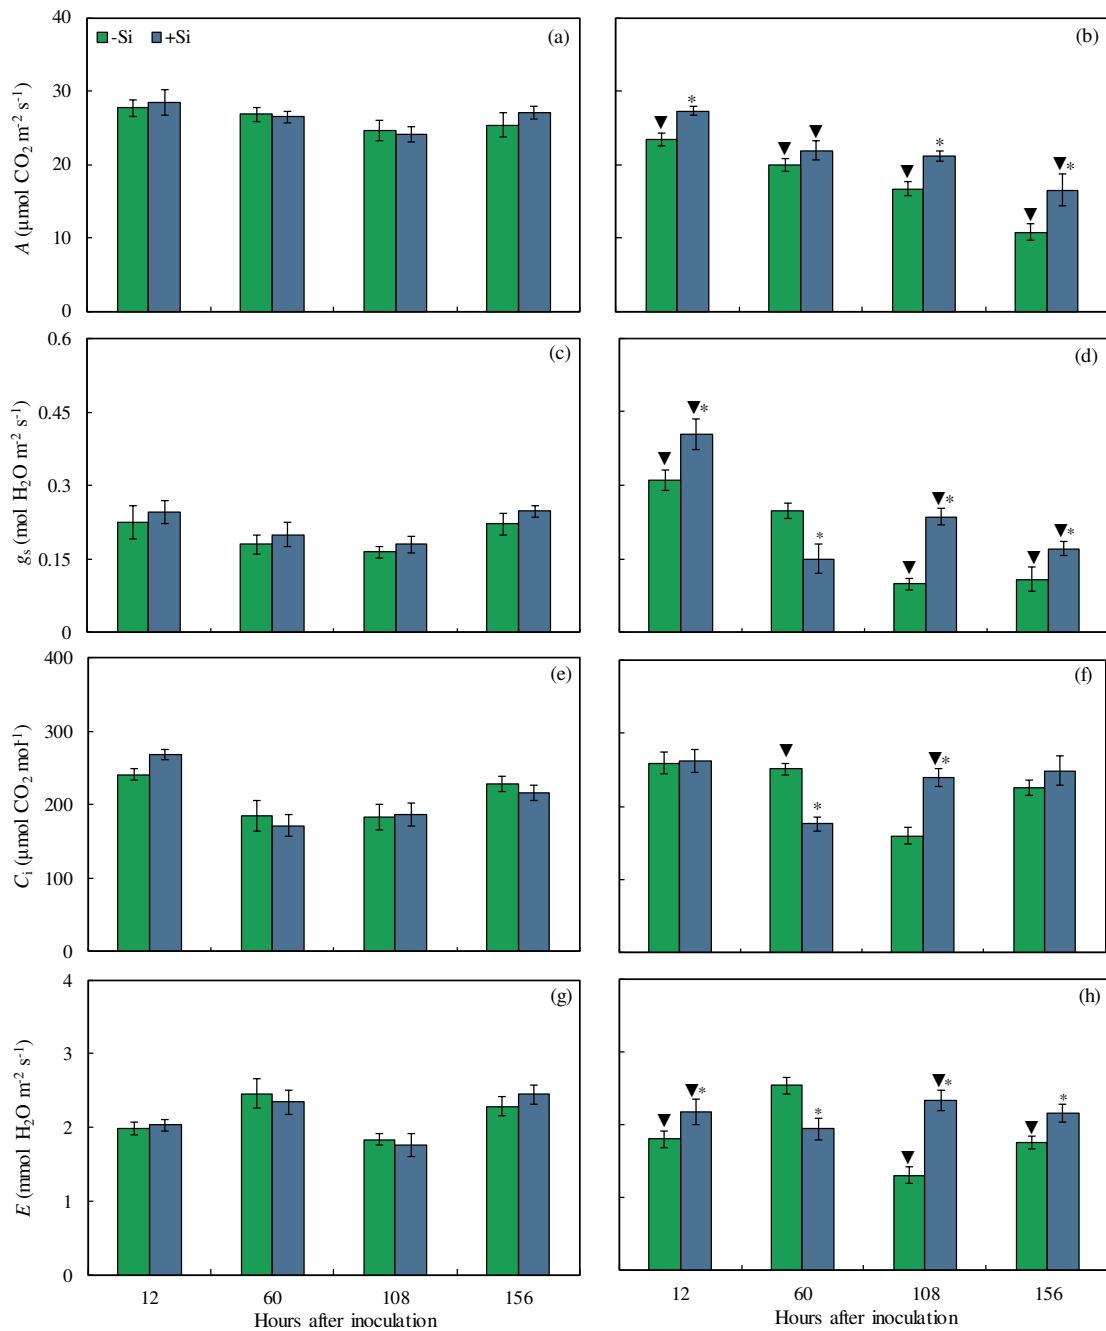 40
-Si +Si
(a)
(b)
30
20
10
0
A (µmol CO₂ m⁻² s⁻¹)
▼ * ▼ ▼ ▼ * ▼ ▼*
0.6
(c)
(d)
0.45
0.3
0.15
0
gₛ (mol H₂O m⁻² s⁻¹)
▼ ▼* * ▼ ▼* ▼ ▼*
400
(e)
(f)
300
200
100
0
Cᵢ (µmol CO₂ mol⁻¹)
▼ * ▼*
4
(g)
(h)
3
2
1
0
E (mmol H₂O m⁻² s⁻¹)
▼ ▼* * ▼ ▼* ▼ *
12 60 108 156
12 60 108 156
Hours after inoculation
Hours after inoculation